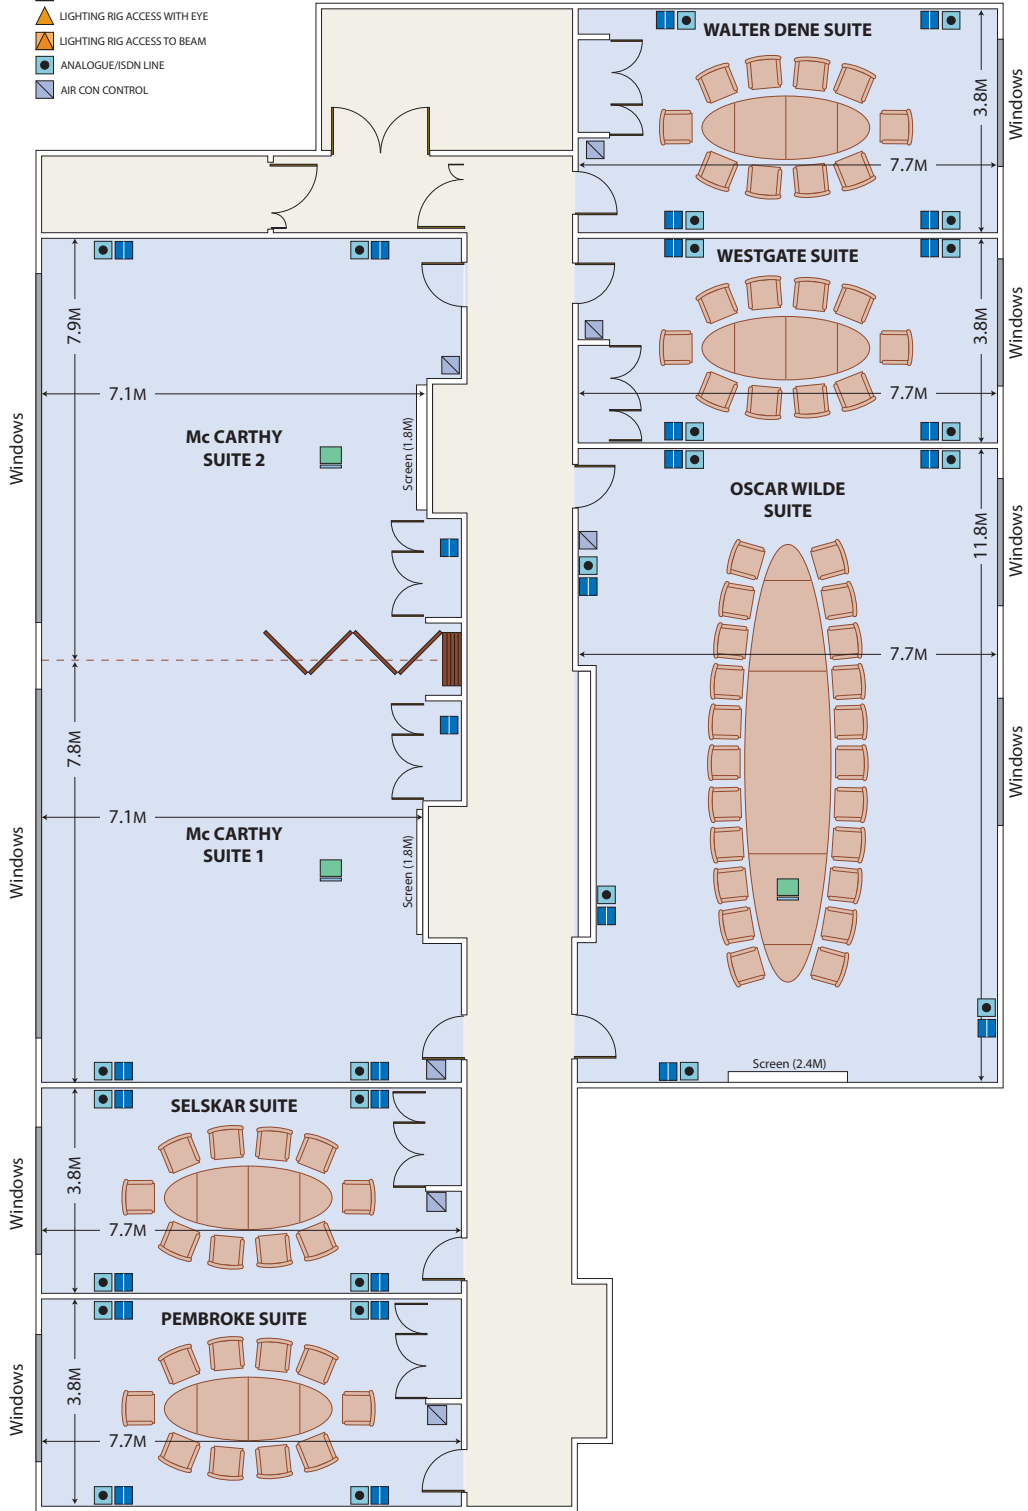 LIGHTING RIG ACCESS WITH EYE
LIGHTING RIG ACCESS TO BEAM
ANALOGUE/ISDN LINE
AIR CON CONTROL
WALTER DENE SUITE
3.8M
Windows
7.7M
WESTGATE SUITE
3.8M
Windows
7.7M
7.9M
7.1M
Mc CARTHY
SUITE 2
Screen (1.8M)
Windows
OSCAR WILDE
SUITE
11.8M
Windows
7.7M
Windows
Screen (2.4M)
7.8M
7.1M
Mc CARTHY
SUITE 1
Screen (1.8M)
Windows
SELSKAR SUITE
3.8M
Windows
7.7M
PEMBROKE SUITE
3.8M
Windows
7.7M